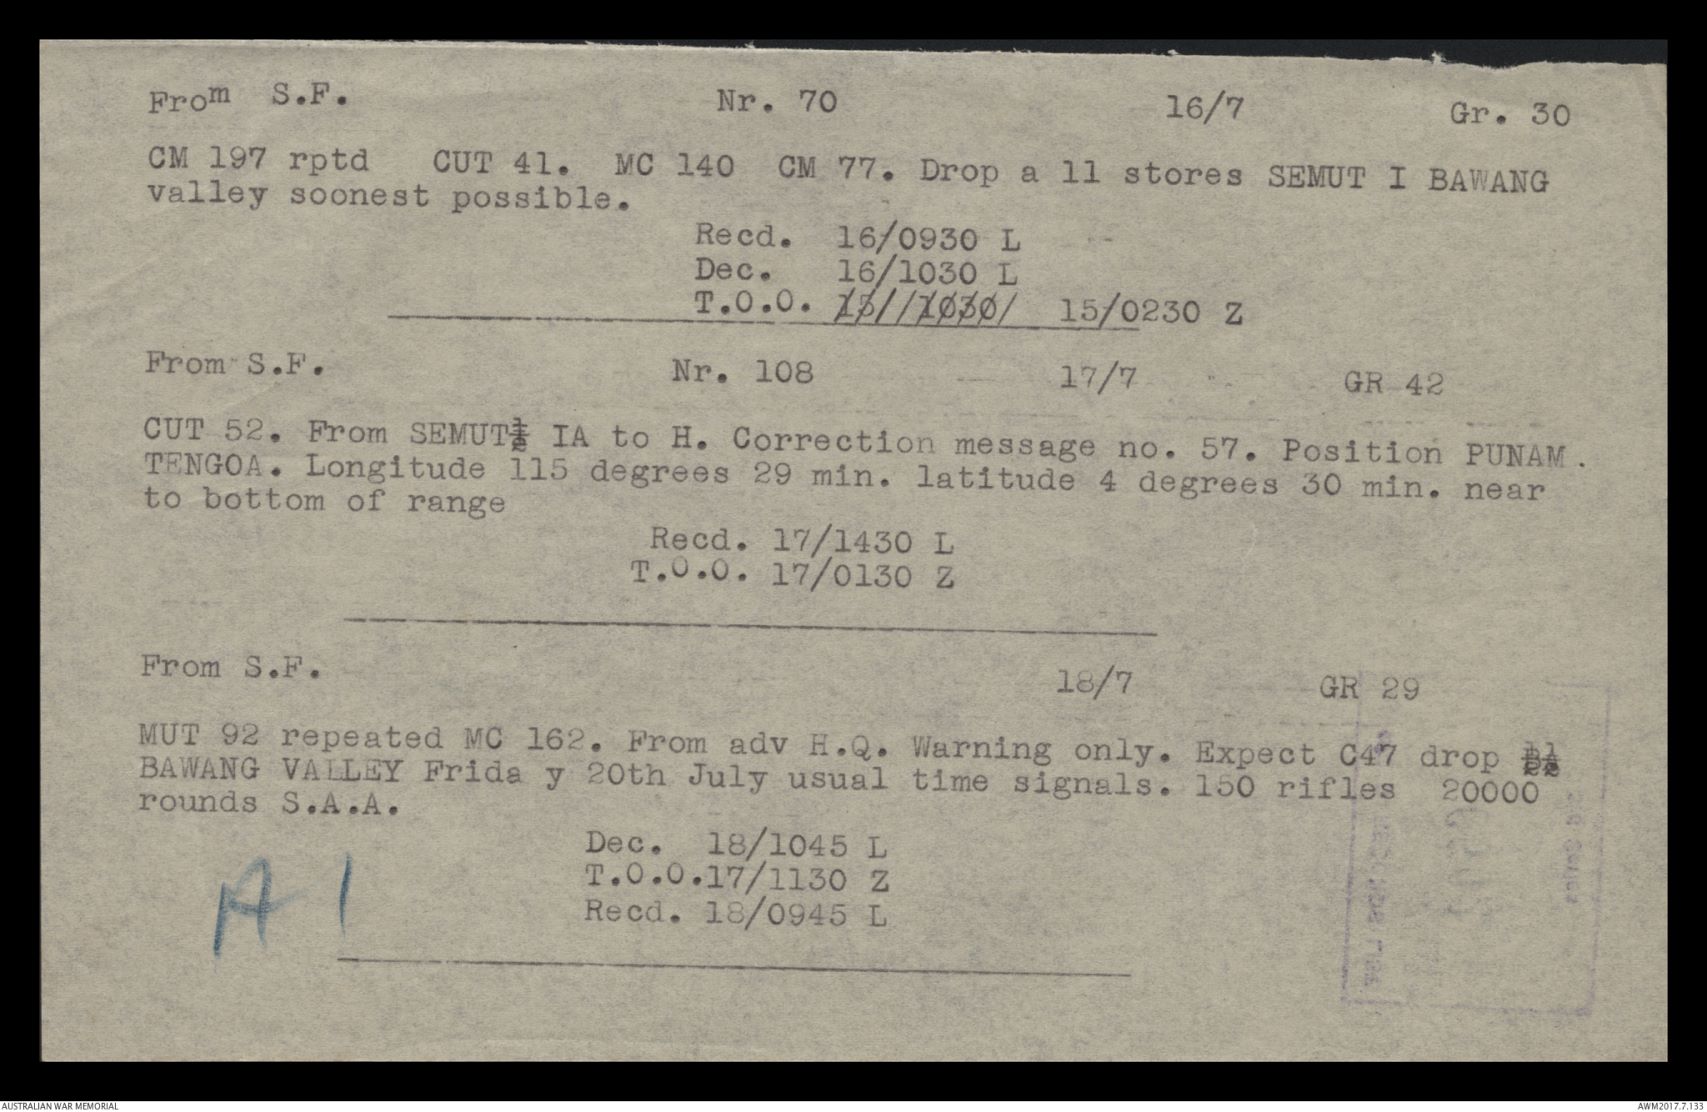 From S.F. Nr. 70 16/7 Gr. 30
CM 197 rptd CUT 41. MC 140 CM 77. Drop a ll stores SEMUT I BAWANG
valley soonest possible.
Recd. 16/0930 L
Dec. 16/1030 L
T.O.O. 15//1030/ 15/0230 Z
From S.F. Nr. 108 17/7 GR 42
CUT 52. From SEMUT IA to H. Correction message no. 57. Position PUNAM.
TENGOA. Longitude 115 degrees 29 min. latitude 4 degrees 30 min. near
to bottom of range
Recd. 17/1430 L
T.O.O. 17/0130 Z
From S.F. 18/7 GR 29
MUT 92 repeated MC 162. From adv H.Q. Warning only. Expect C47 drop
BAWANG VALLEY Frida y 20th July usual time signals. 150 rifles 20000
rounds S.A.A.
Dec. 18/1045 L
T.O.O.17/1130 Z
Recd. 18/0945 L
A 1
AUSTRALIAN WAR MEMORIAL AWM2017.7.133